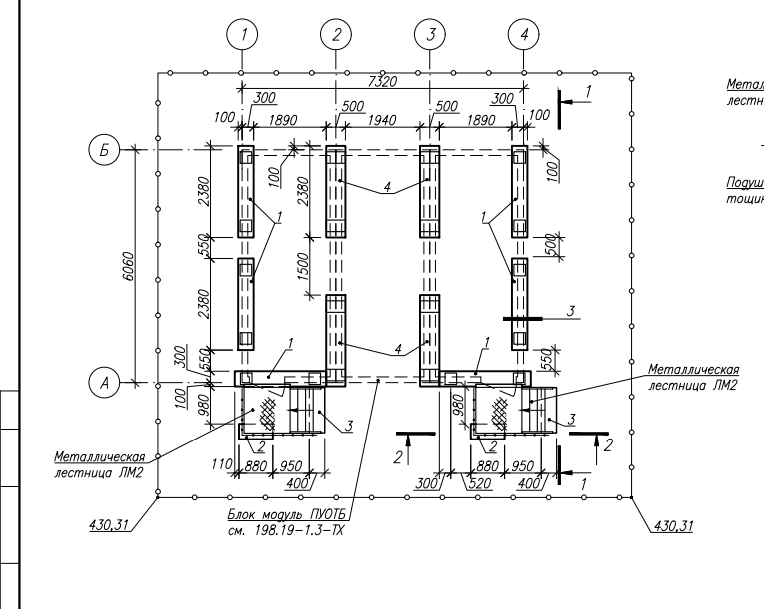 1 2 3 4
7320
300 500 500 300 1
100 1890 1940 1890 100
Метал
лестн
Б
100 100
2380 2380 4
1 1
Подуш
тощин
550 1500 500
6060
2380
3
300 550 1 4 1 550
Металлическая
лестница ЛМ2
А
100 980 980
3 3
2 2 2 2
Металлическая
лестница ЛМ2
110 880 950 880 950
400 300 520 400 1
Блок модуль ПУОТБ
см. 198.19-1.3-ТХ
430,31 430,31